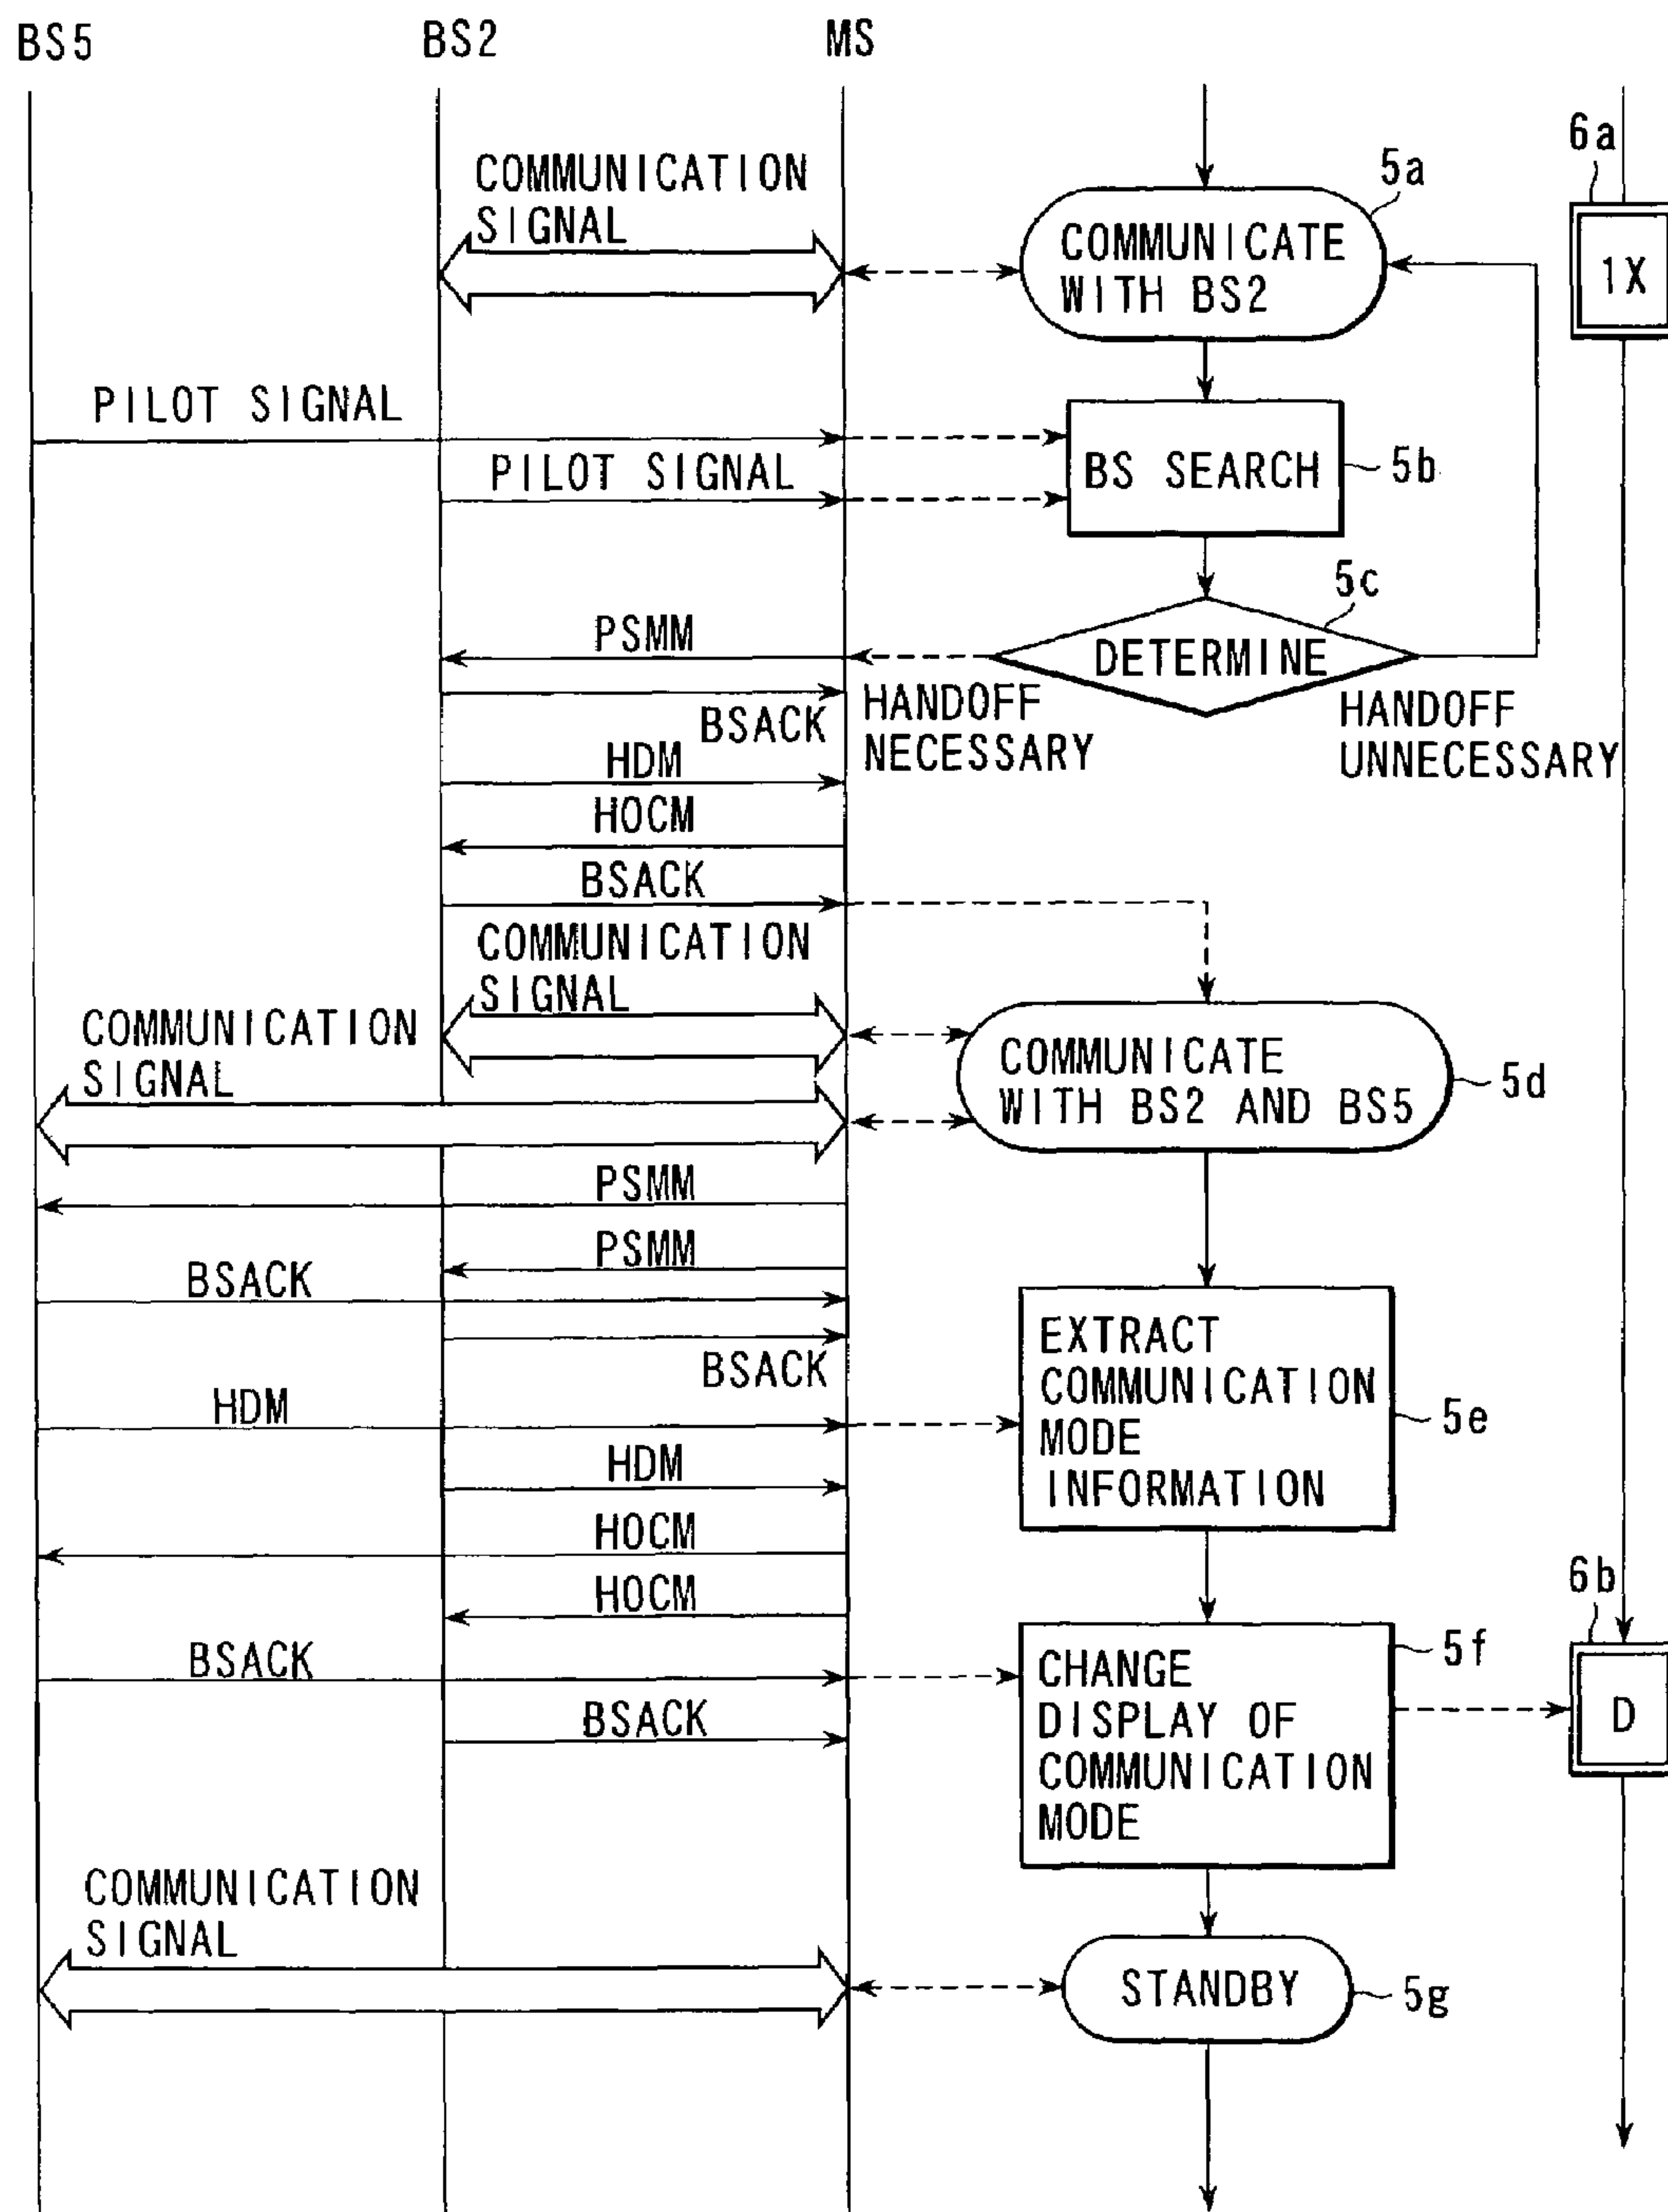 BS5
BS2
MS
6a
5a
COMMUNICATION
SIGNAL
COMMUNICATE
WITH BS2
1X
PILOT SIGNAL
PILOT SIGNAL
BS SEARCH
5b
5c
PSMM
DETERMINE
BSACK
HANDOFF
NECESSARY
HANDOFF
UNNECESSARY
HDM
HOCM
BSACK
COMMUNICATION
SIGNAL
COMMUNICATION
SIGNAL
COMMUNICATE
WITH BS2 AND BS5
5d
PSMM
PSMM
BSACK
BSACK
EXTRACT
COMMUNICATION
MODE
INFORMATION
5e
HDM
HDM
HOCM
HOCM
6b
BSACK
BSACK
CHANGE
DISPLAY OF
COMMUNICATION
MODE
5f
D
COMMUNICATION
SIGNAL
STANDBY
5g